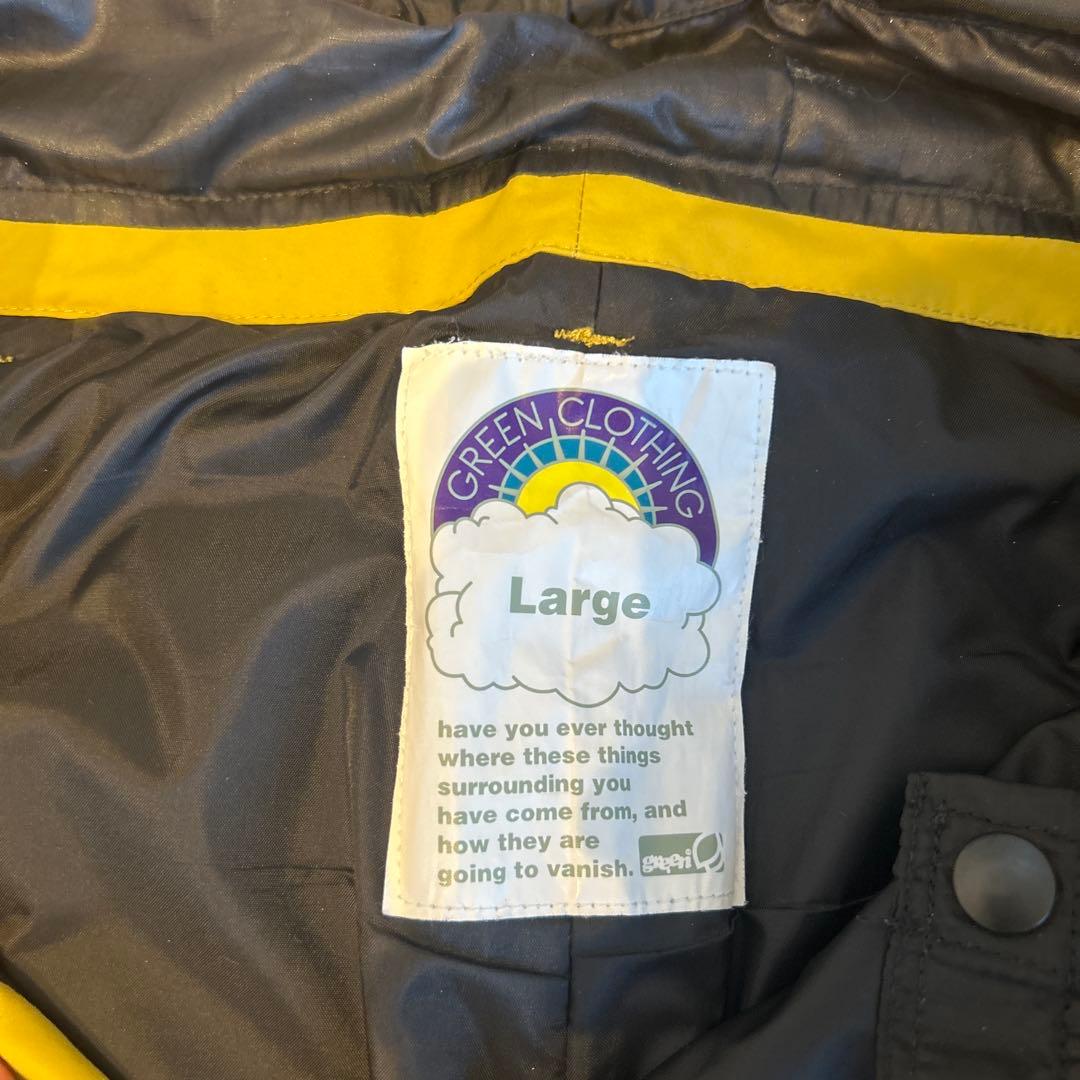 GREEN CLOTHING
Large
have you ever thought
where these things
surrounding you
have come from, and
how they are
going to vanish.
green